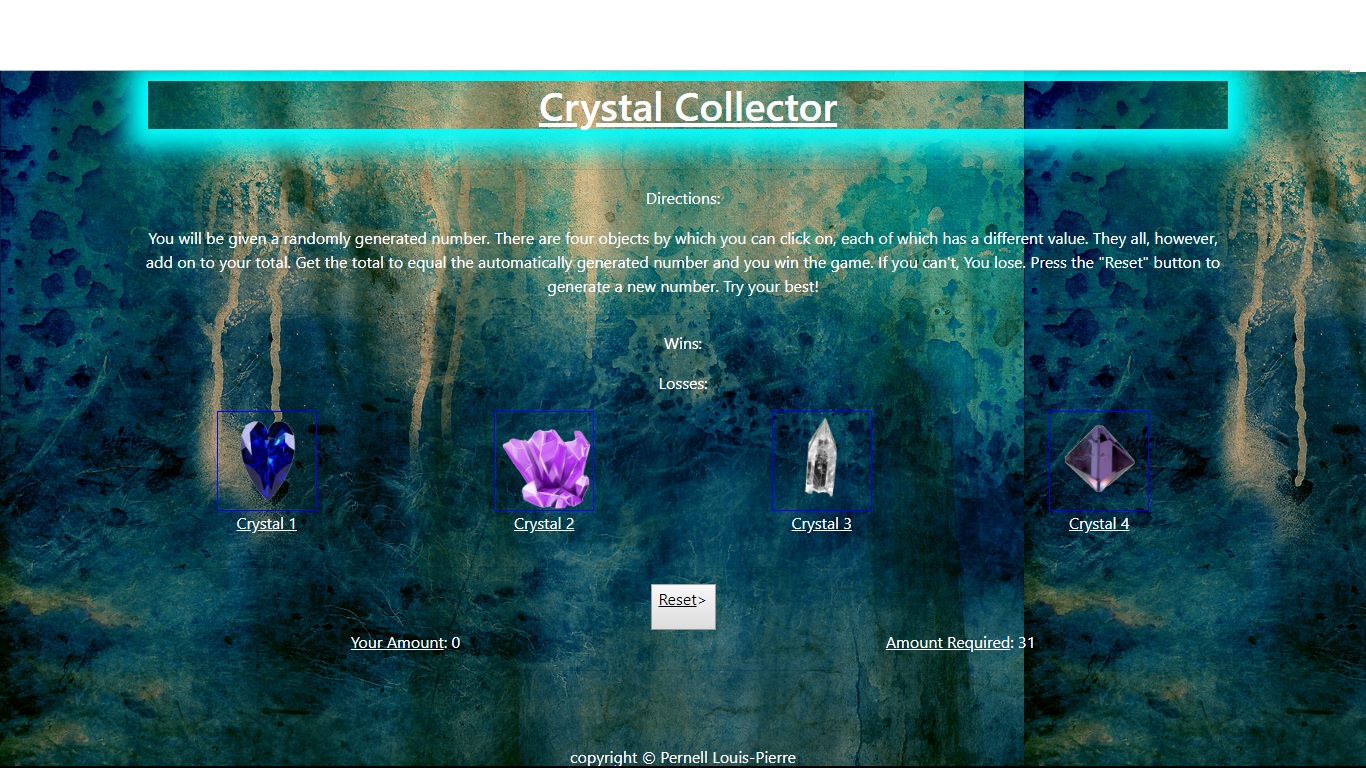 Crystal Collector
Directions:
You will be given a randomly generated number. There are four objects by which you can click on, each of which has a different value. They all, however,
add on to your total. Get the total to equal the automatically generated number and you win the game. If you can't, You lose. Press the "Reset" button to
generate a new number. Try your best!
Wins:
Losses:
Crystal 1
Crystal 2
Crystal 3
Crystal 4
Reset>
Your Amount: 0
Amount Required: 31
copyright © Pernell Louis-Pierre